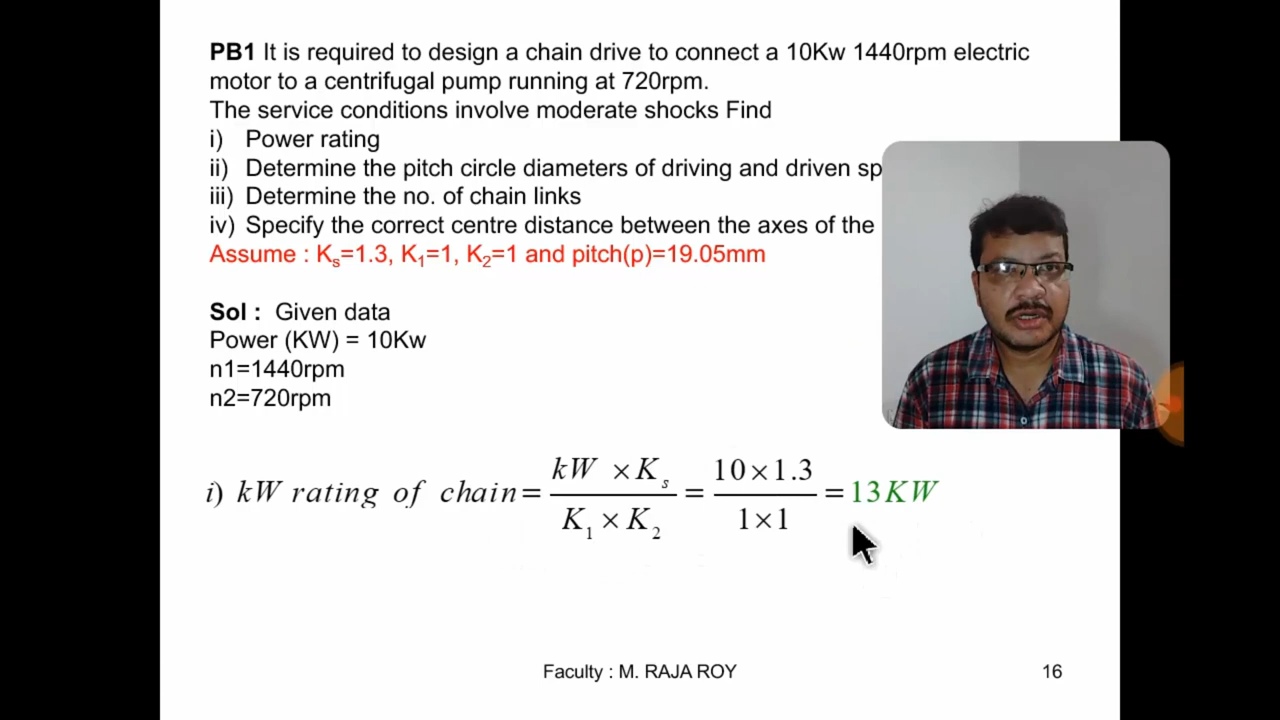 PB1 It is required to design a chain drive to connect a 10Kw 1440rpm electric
motor to a centrifugal pump running at 720rpm.
The service conditions involve moderate shocks Find
i) Power rating
ii) Determine the pitch circle diameters of driving and driven sp
iii) Determine the no. of chain links
iv) Specify the correct centre distance between the axes of the
Assume : Kₛ=1.3, K₁=1, K₂=1 and pitch(p)=19.05mm
Sol : Given data
Power (KW) = 10Kw
n1=1440rpm
n2=720rpm
i) kW rating of chain = (kW × Kₛ) / (K₁ × K₂) = (10×1.3) / (1×1) = 13KW
Faculty : M. RAJA ROY 16